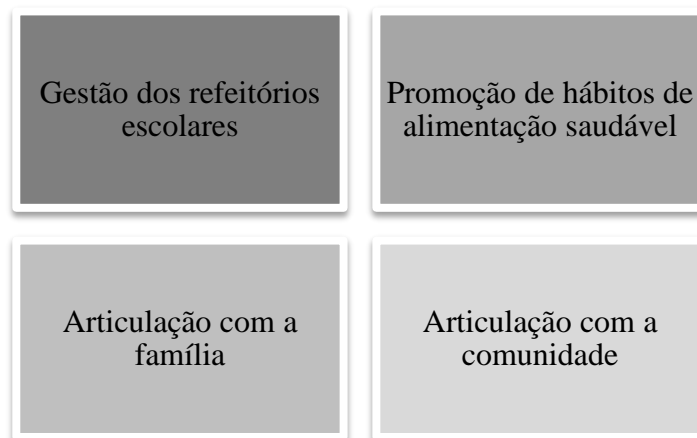 Gestão dos refeitórios
escolares
Promoção de hábitos de
alimentação saudável
Articulação com a
família
Articulação com a
comunidade